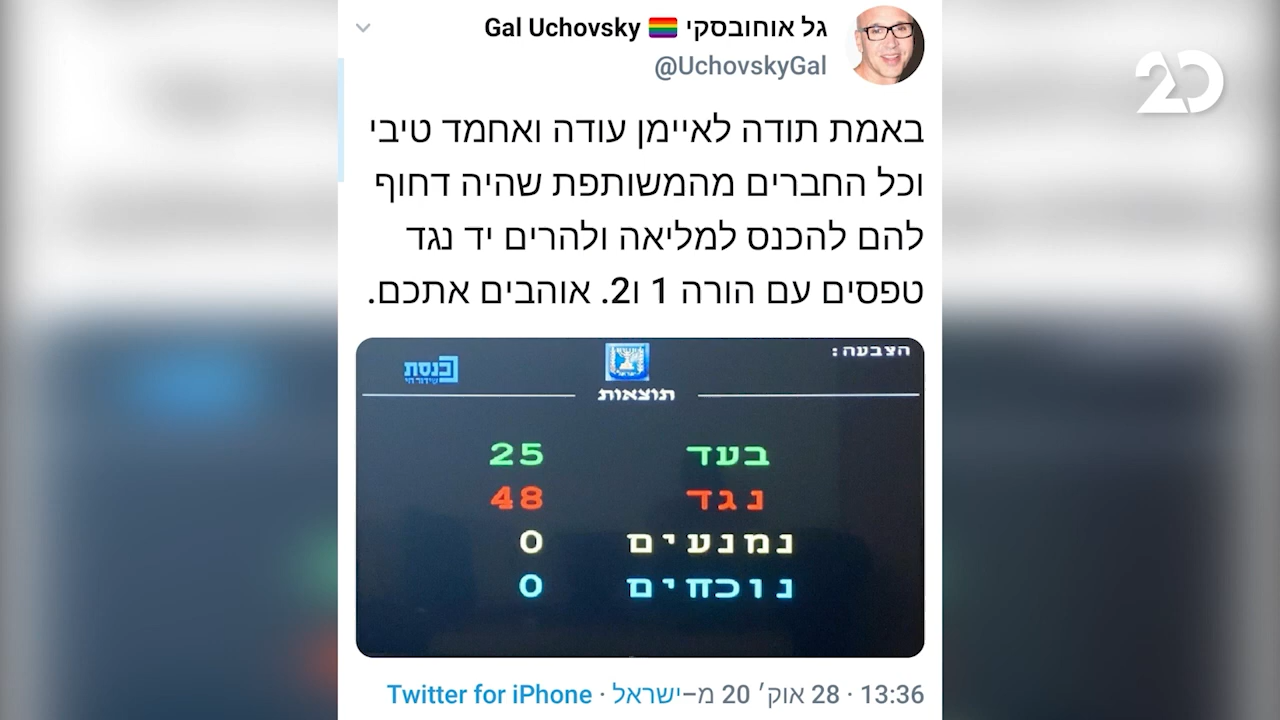 גל אוחובסקי 🏳️‍🌈 Gal Uchovsky
@UchovskyGal
20
באמת תודה לאיימן עודה ואחמד טיבי
וכל החברים מהמשותפת שהיה דחוף
להם להכנס למליאה ולהרים יד נגד
טפסים עם הורה 1 ו2. אוהבים אתכם.
הצבעה:
כנסת
שידור חי
תוצאות
בעד 25
נגד 48
נמנעים 0
נוכחים 0
13:36 · 28 אוק׳ 20 מ–ישראל · Twitter for iPhone